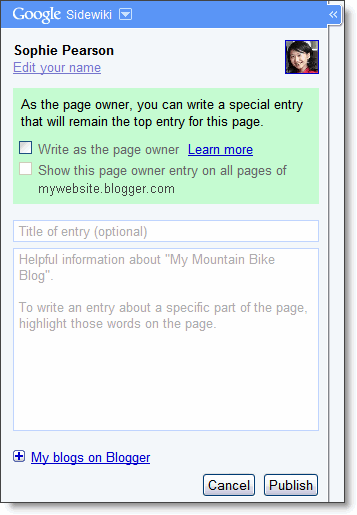 Google Sidewiki
«
Sophie Pearson
Edit your name
As the page owner, you can write a special entry
that will remain the top entry for this page.
Write as the page owner Learn more
Show this page owner entry on all pages of
mywebsite.blogger.com
Title of entry (optional)
Helpful information about "My Mountain Bike
Blog".
To write an entry about a specific part of the page,
highlight those words on the page.
My blogs on Blogger
Cancel Publish